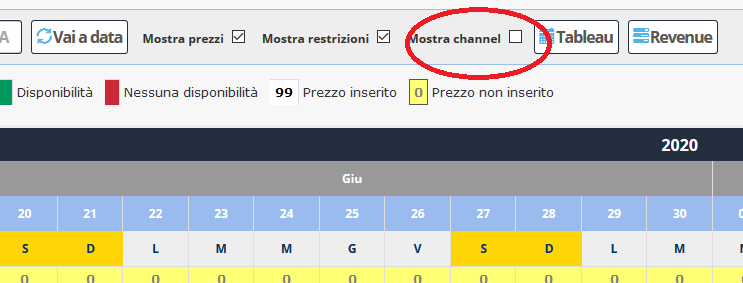 A Vai a data Mostra prezzi Mostra restrizioni Mostra channel Tableau Revenue
Disponibilità Nessuna disponibilità 99 Prezzo inserito 0 Prezzo non inserito
2020
Giu
20 21 22 23 24 25 26 27 28 29 30
S D L M M G V S D L M
0 0 0 0 0 0 0 0 0 0 0